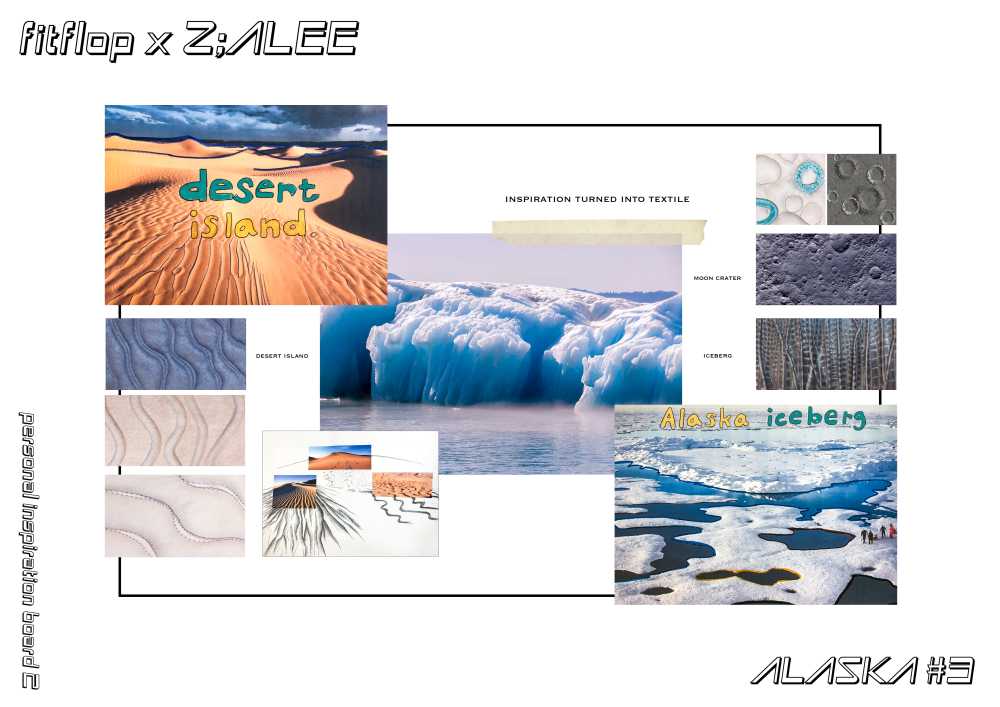 fitflop x Z;ALEE
desert
island.
INSPIRATION TURNED INTO TEXTILE
MOON CRATER
DESERT ISLAND
ICEBERG
Alaska iceberg
personal inspiration board 2
ALASKA #3